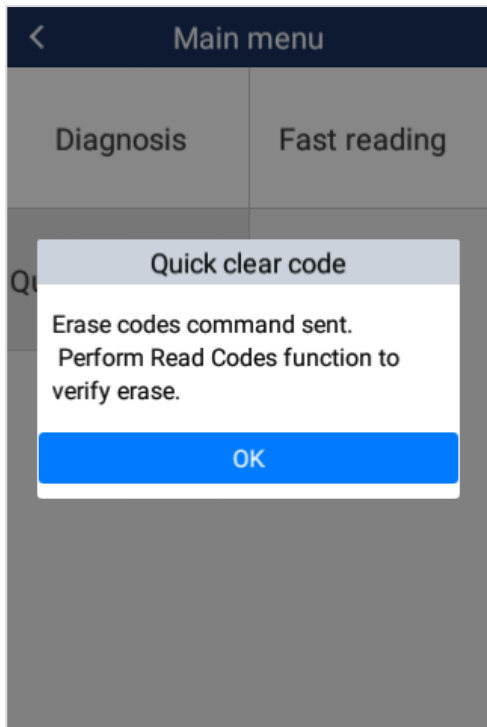 <
Main menu
Diagnosis
Fast reading
Quick clear code
Erase codes command sent.
Perform Read Codes function to
verify erase.
OK